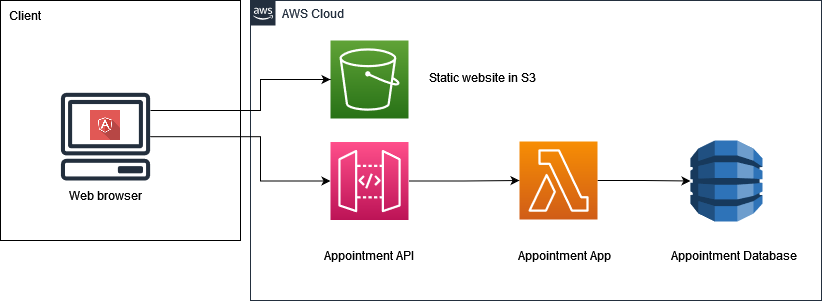 Client
aws
AWS Cloud
A
Static website in S3
</>
Web browser
Appointment API
Appointment App
Appointment Database